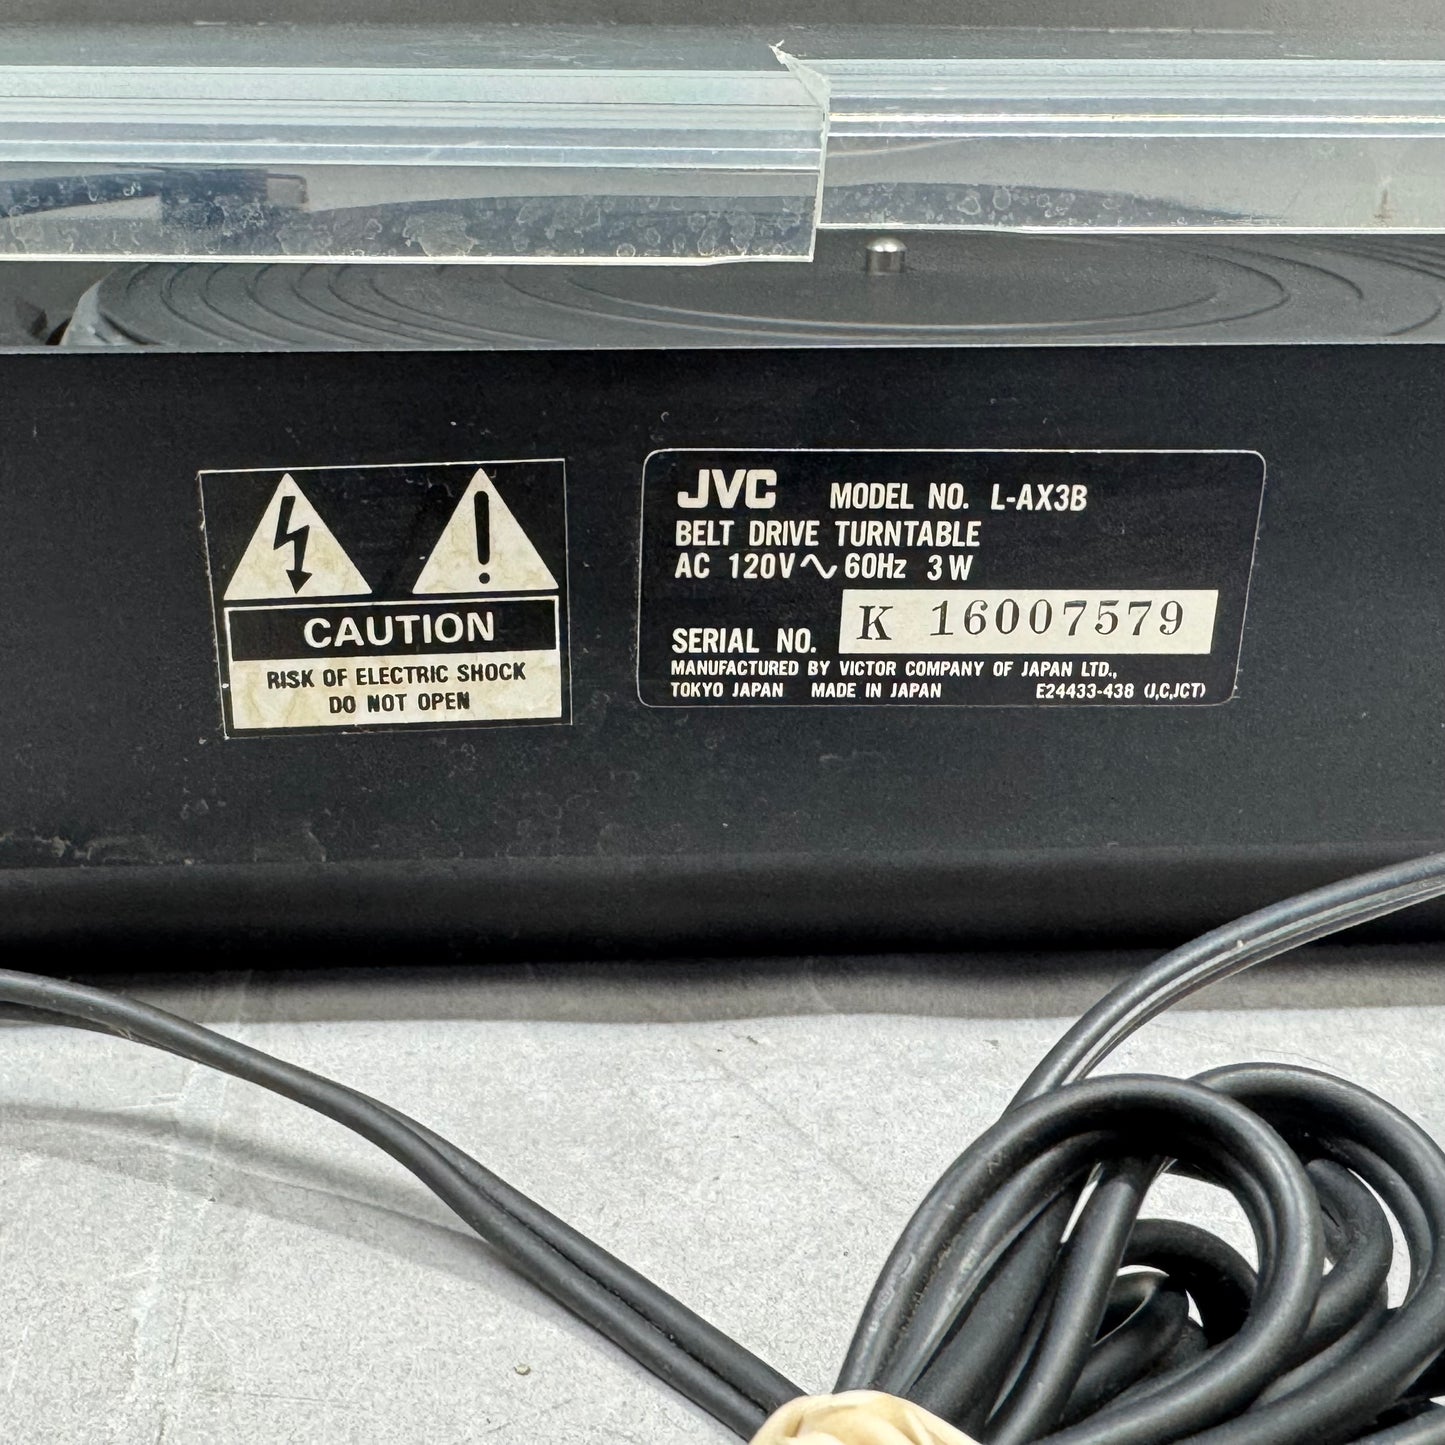 CAUTION
RISK OF ELECTRIC SHOCK
DO NOT OPEN
JVC MODEL NO. L-AX3B
BELT DRIVE TURNTABLE
AC 120V∿60Hz 3W
SERIAL NO. K 16007579
MANUFACTURED BY VICTOR COMPANY OF JAPAN LTD.,
TOKYO JAPAN MADE IN JAPAN E24433-438 (J,C,JCT)